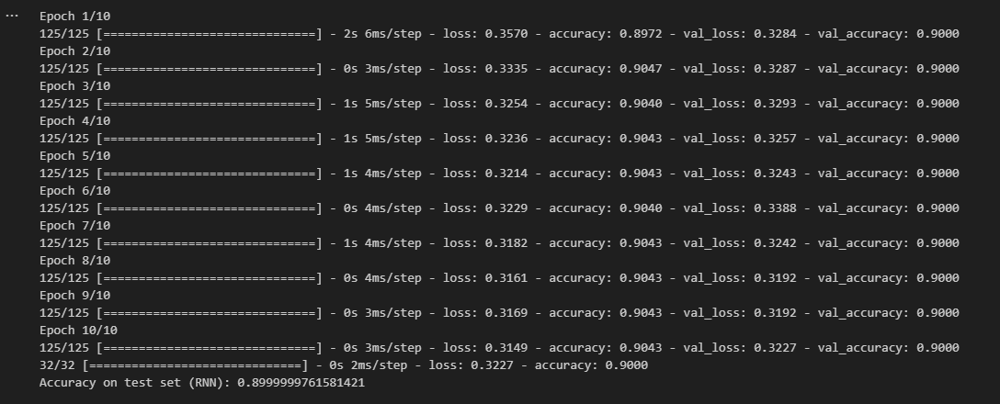 ...
Epoch 1/10
125/125 [==============================] - 2s 6ms/step - loss: 0.3570 - accuracy: 0.8972 - val_loss: 0.3284 - val_accuracy: 0.9000
Epoch 2/10
125/125 [==============================] - 0s 3ms/step - loss: 0.3335 - accuracy: 0.9047 - val_loss: 0.3287 - val_accuracy: 0.9000
Epoch 3/10
125/125 [==============================] - 1s 5ms/step - loss: 0.3254 - accuracy: 0.9040 - val_loss: 0.3293 - val_accuracy: 0.9000
Epoch 4/10
125/125 [==============================] - 1s 5ms/step - loss: 0.3236 - accuracy: 0.9043 - val_loss: 0.3257 - val_accuracy: 0.9000
Epoch 5/10
125/125 [==============================] - 1s 4ms/step - loss: 0.3214 - accuracy: 0.9043 - val_loss: 0.3243 - val_accuracy: 0.9000
Epoch 6/10
125/125 [==============================] - 0s 4ms/step - loss: 0.3229 - accuracy: 0.9040 - val_loss: 0.3388 - val_accuracy: 0.9000
Epoch 7/10
125/125 [==============================] - 1s 4ms/step - loss: 0.3182 - accuracy: 0.9043 - val_loss: 0.3242 - val_accuracy: 0.9000
Epoch 8/10
125/125 [==============================] - 0s 4ms/step - loss: 0.3161 - accuracy: 0.9043 - val_loss: 0.3192 - val_accuracy: 0.9000
Epoch 9/10
125/125 [==============================] - 0s 3ms/step - loss: 0.3169 - accuracy: 0.9043 - val_loss: 0.3192 - val_accuracy: 0.9000
Epoch 10/10
125/125 [==============================] - 0s 3ms/step - loss: 0.3149 - accuracy: 0.9043 - val_loss: 0.3227 - val_accuracy: 0.9000
32/32 [==============================] - 0s 2ms/step - loss: 0.3227 - accuracy: 0.9000
Accuracy on test set (RNN): 0.8999999761581421